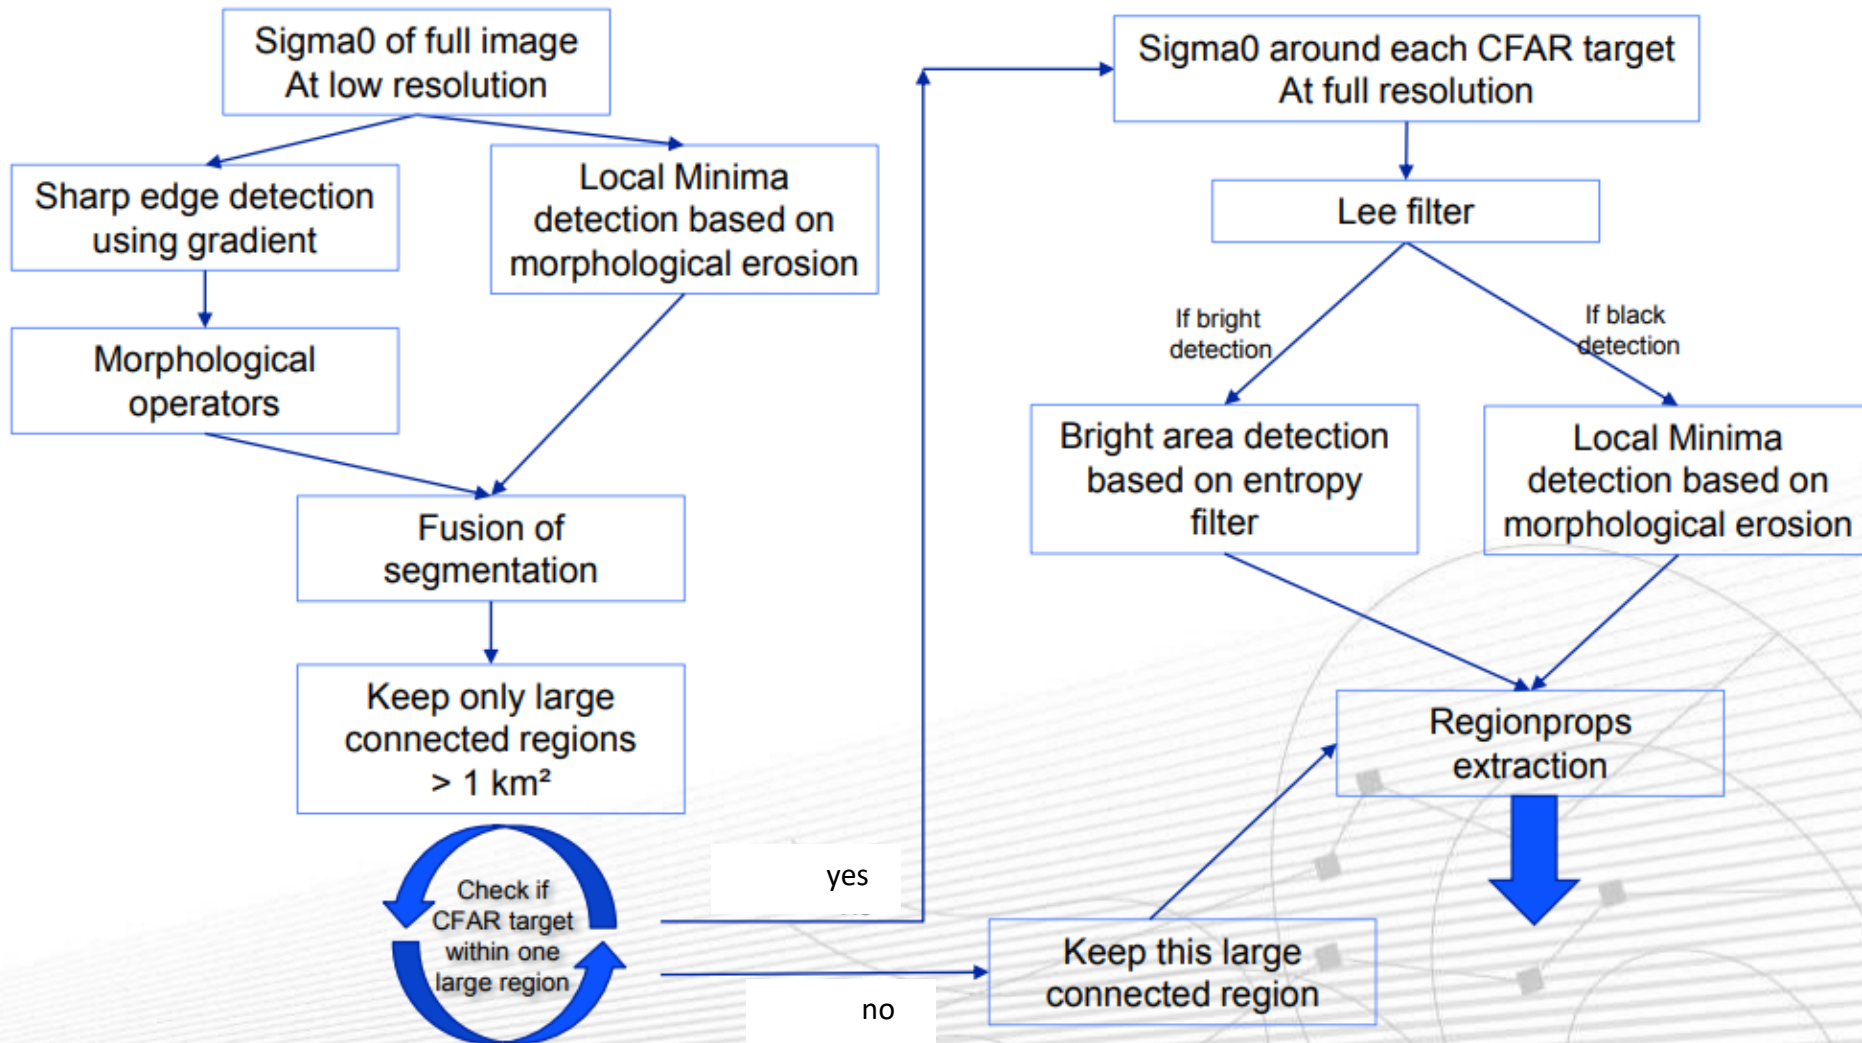 Sigma0 of full image
At low resolution
Sharp edge detection
using gradient
Local Minima
detection based on
morphological erosion
Morphological
operators
Fusion of
segmentation
Keep only large
connected regions
> 1 km²
Check if
CFAR target
within one
large region
yes
no
Keep this large
connected region
Sigma0 around each CFAR target
At full resolution
Lee filter
If bright
detection
If black
detection
Bright area detection
based on entropy
filter
Local Minima
detection based on
morphological erosion
Regionprops
extraction